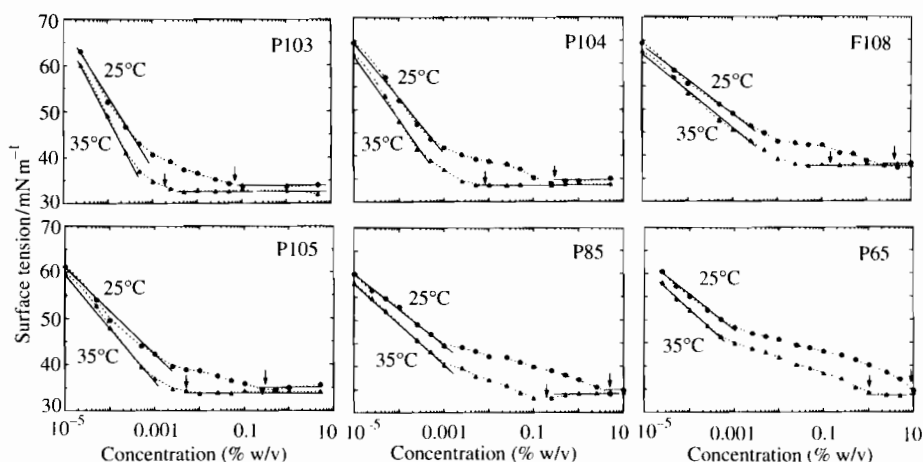 P103
P104
F108
70
60
50
40
30
25°C
35°C
25°C
35°C
25°C
35°C
P105
P85
P65
70
60
50
40
30
25°C
35°C
25°C
35°C
25°C
35°C
Surface tension/mN m⁻¹
10⁻⁵ 0.001 0.1 10
10⁻⁵ 0.001 0.1 10
10⁻⁵ 0.001 0.1 10
Concentration (% w/v)
Concentration (% w/v)
Concentration (% w/v)